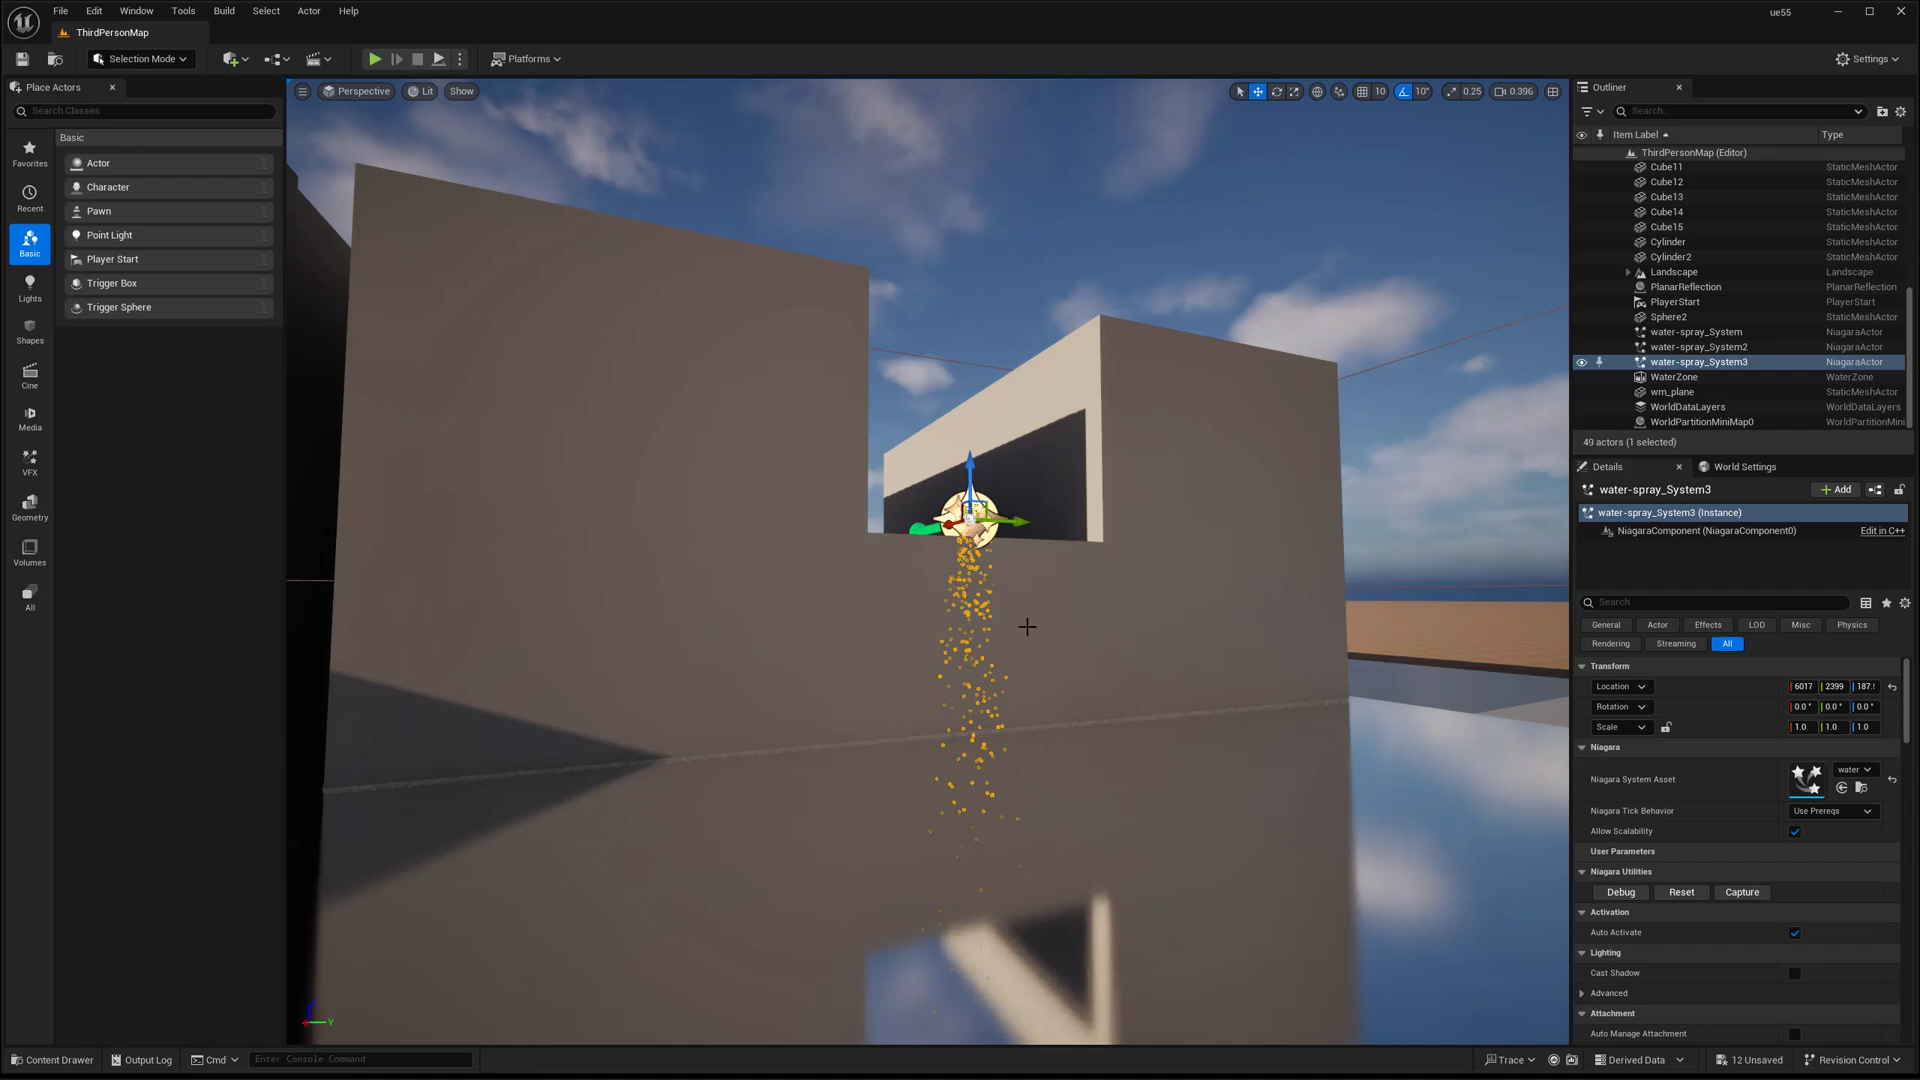 File Edit Window Tools Build Select Actor Help
ue55
ThirdPersonMap
Selection Mode
Platforms
Settings
Place Actors
Search Classes
Favorites
Recent
Basic
Lights
Shapes
Cine
Media
VFX
Geometry
Volumes
All
Basic
Actor
Character
Pawn
Point Light
Player Start
Trigger Box
Trigger Sphere
Perspective Lit Show
10 10° 0.25 0.396
Y
Outliner
Search...
Item Label Type
ThirdPersonMap (Editor)
Cube11 StaticMeshActor
Cube12 StaticMeshActor
Cube13 StaticMeshActor
Cube14 StaticMeshActor
Cube15 StaticMeshActor
Cylinder StaticMeshActor
Cylinder2 StaticMeshActor
Landscape Landscape
PlanarReflection PlanarReflection
PlayerStart PlayerStart
Sphere2 StaticMeshActor
water-spray_System NiagaraActor
water-spray_System2 NiagaraActor
water-spray_System3 NiagaraActor
WaterZone WaterZone
wm_plane StaticMeshActor
WorldDataLayers WorldDataLayers
WorldPartitionMiniMap0 WorldPartitionMini
49 actors (1 selected)
Details World Settings
water-spray_System3 Add
water-spray_System3 (Instance)
NiagaraComponent (NiagaraComponent0) Edit in C++
Search
General Actor Effects LOD Misc Physics
Rendering Streaming All
Transform
Location 6017 2399 187.
Rotation 0.0° 0.0° 0.0°
Scale 1.0 1.0 1.0
Niagara
Niagara System Asset water
Niagara Tick Behavior Use Prereqs
Allow Scalability
User Parameters
Niagara Utilities
Debug Reset Capture
Activation
Auto Activate
Lighting
Cast Shadow
Advanced
Attachment
Auto Manage Attachment
Content Drawer Output Log Cmd Enter Console Command Trace Derived Data 12 Unsaved Revision Control